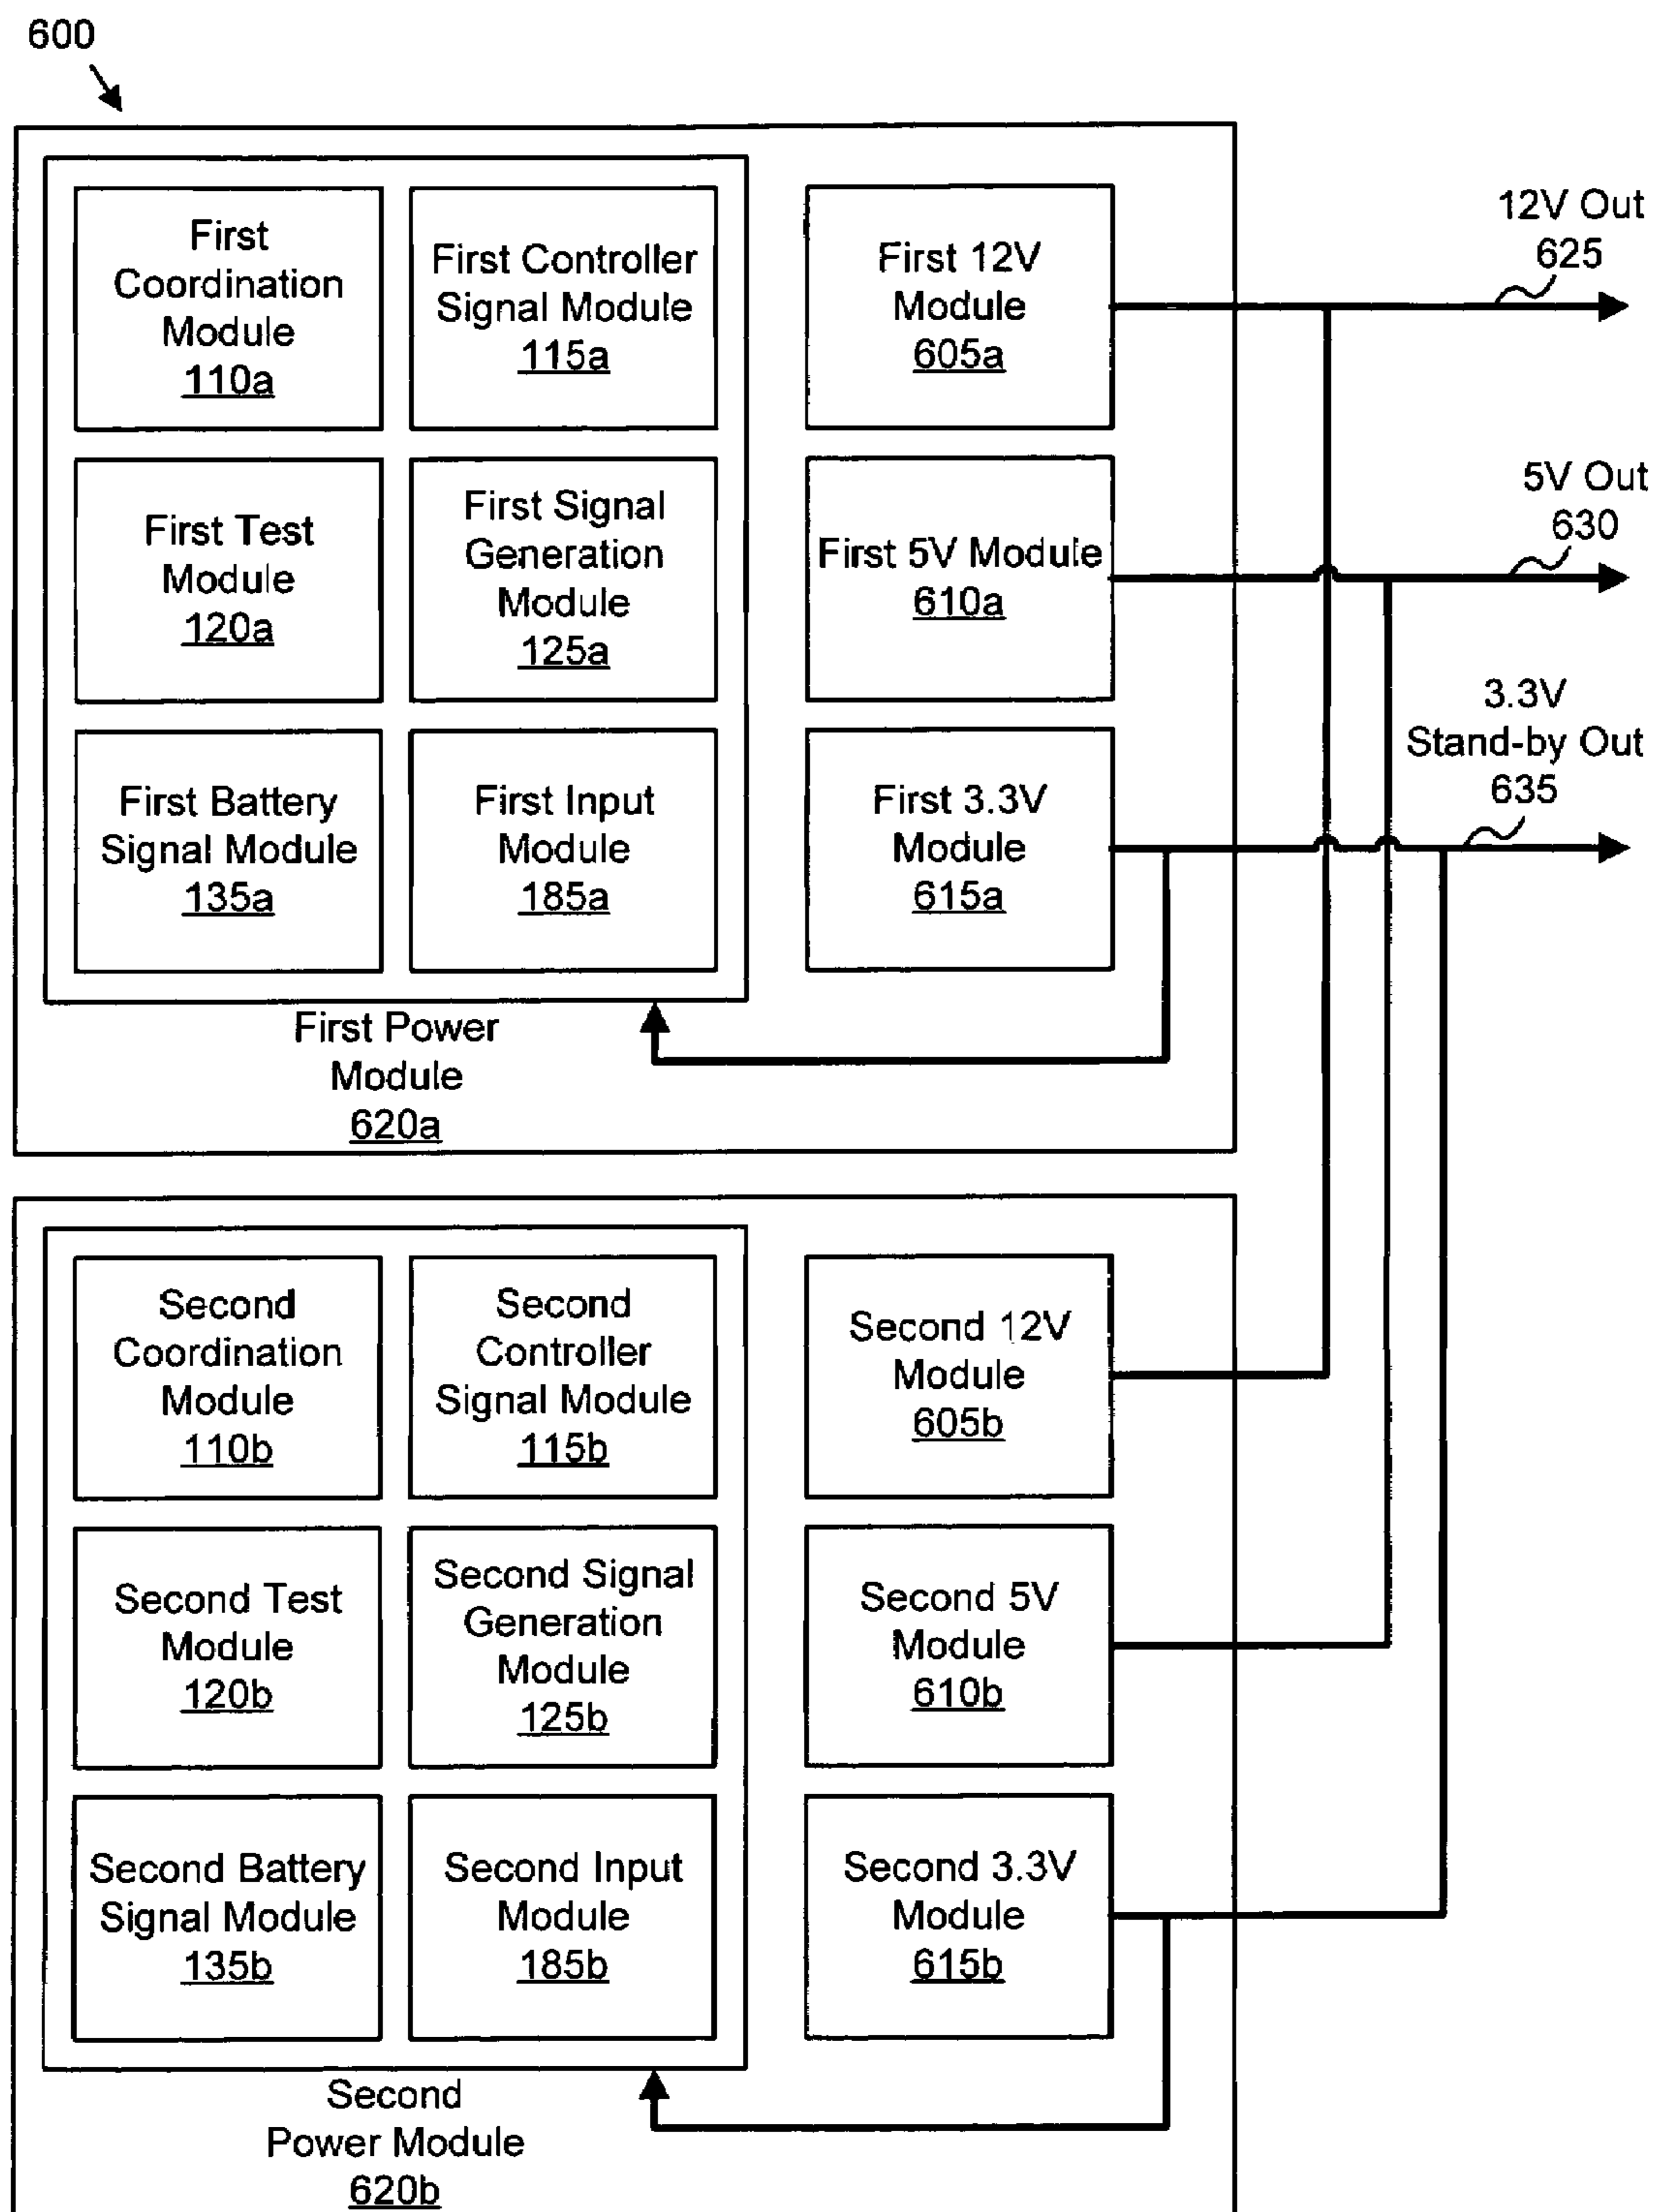 600
First
Coordination
Module
110a
First Controller
Signal Module
115a
First 12V
Module
605a
12V Out
625
First Test
Module
120a
First Signal
Generation
Module
125a
First 5V Module
610a
5V Out
630
First Battery
Signal Module
135a
First Input
Module
185a
First 3.3V
Module
615a
3.3V
Stand-by Out
635
First Power
Module
620a
Second
Coordination
Module
110b
Second
Controller
Signal Module
115b
Second 12V
Module
605b
Second Test
Module
120b
Second Signal
Generation
Module
125b
Second 5V
Module
610b
Second Battery
Signal Module
135b
Second Input
Module
185b
Second 3.3V
Module
615b
Second
Power Module
620b